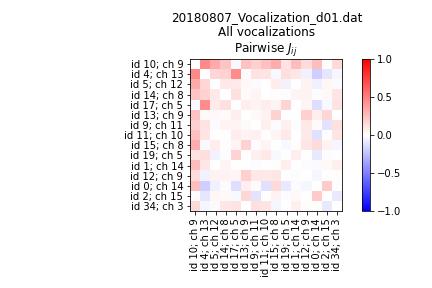 20180807_Vocalization_d01.dat
All vocalizations
Pairwise J_ij
id 10; ch 9
id 4; ch 13
id 5; ch 12
id 14; ch 8
id 17; ch 5
id 13; ch 9
id 9; ch 11
id 11; ch 10
id 15; ch 8
id 19; ch 5
id 1; ch 14
id 12; ch 9
id 0; ch 14
id 2; ch 15
id 34; ch 3
id 10; ch 9
id 4; ch 13
id 5; ch 12
id 14; ch 8
id 17; ch 5
id 13; ch 9
id 9; ch 11
id 11; ch 10
id 15; ch 8
id 19; ch 5
id 1; ch 14
id 12; ch 9
id 0; ch 14
id 2; ch 15
id 34; ch 3
1.0
0.5
0.0
−0.5
−1.0